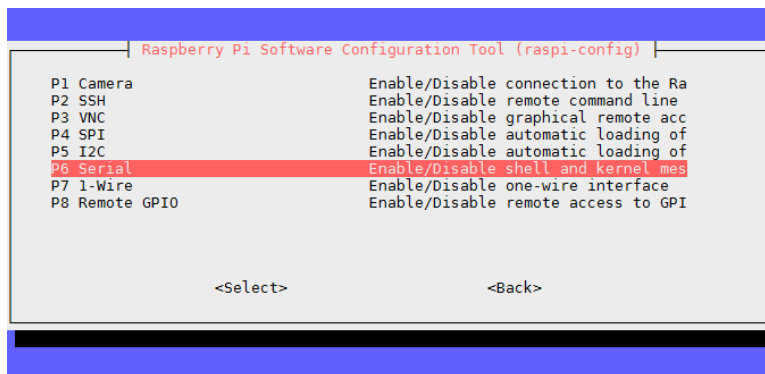 Raspberry Pi Software Configuration Tool (raspi-config)
P1 Camera Enable/Disable connection to the Ra
P2 SSH Enable/Disable remote command line
P3 VNC Enable/Disable graphical remote acc
P4 SPI Enable/Disable automatic loading of
P5 I2C Enable/Disable automatic loading of
P6 Serial Enable/Disable shell and kernel mes
P7 1-Wire Enable/Disable one-wire interface
P8 Remote GPIO Enable/Disable remote access to GPI
<Select> <Back>